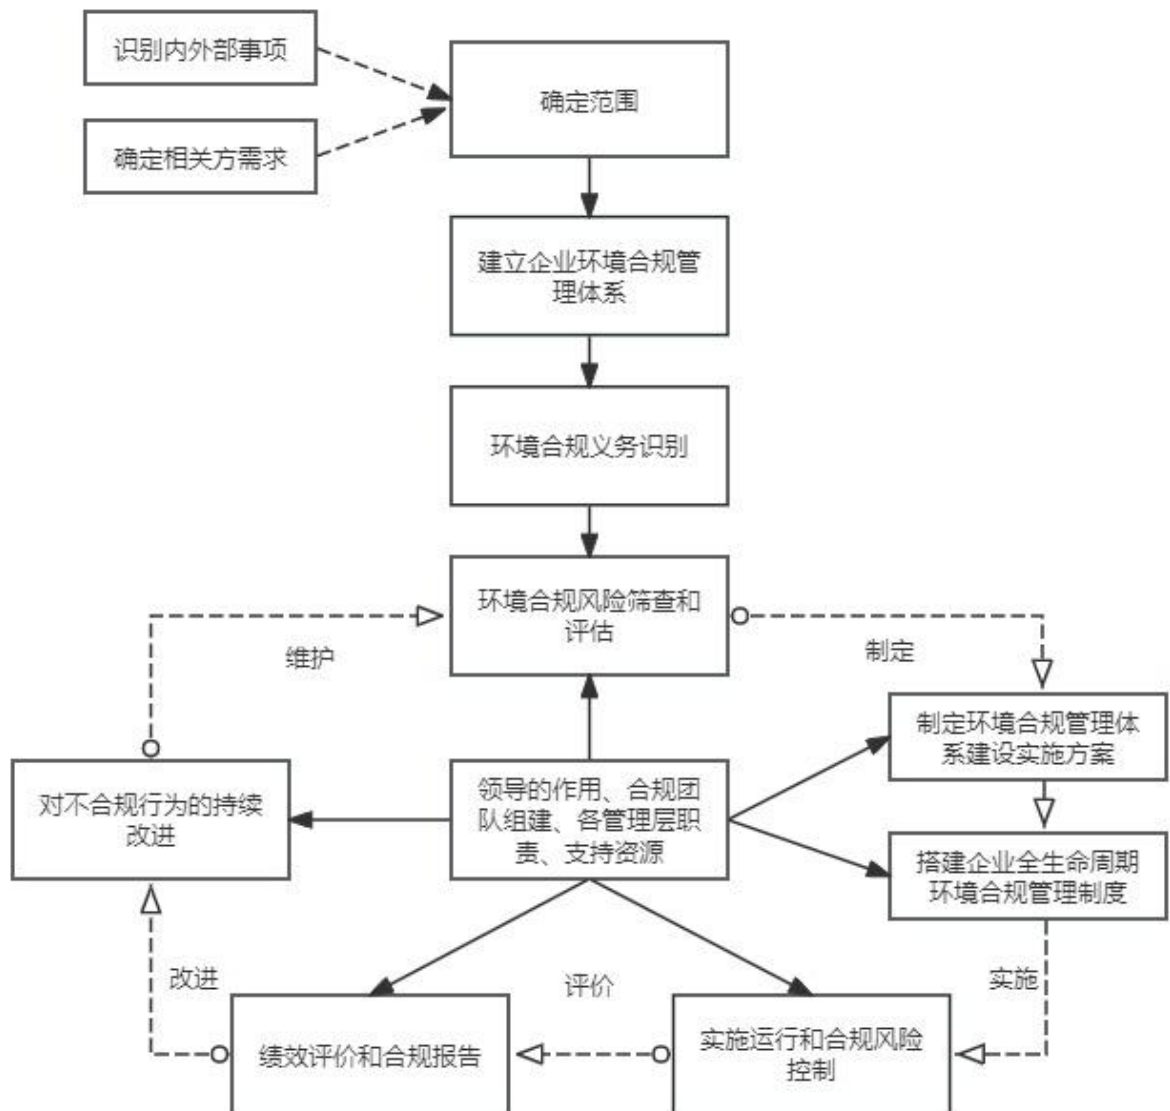 识别内外部事项
确定范围
确定相关方需求
建立企业环境合规管
理体系
环境合规义务识别
环境合规风险筛查和
评估
维护
制定
制定环境合规管理体
系建设实施方案
对不合规行为的持续
改进
领导的作用、合规团
队组建、各管理层职
责、支持资源
搭建企业全生命周期
环境合规管理制度
改进
评价
实施
绩效评价和合规报告
实施运行和合规风险
控制